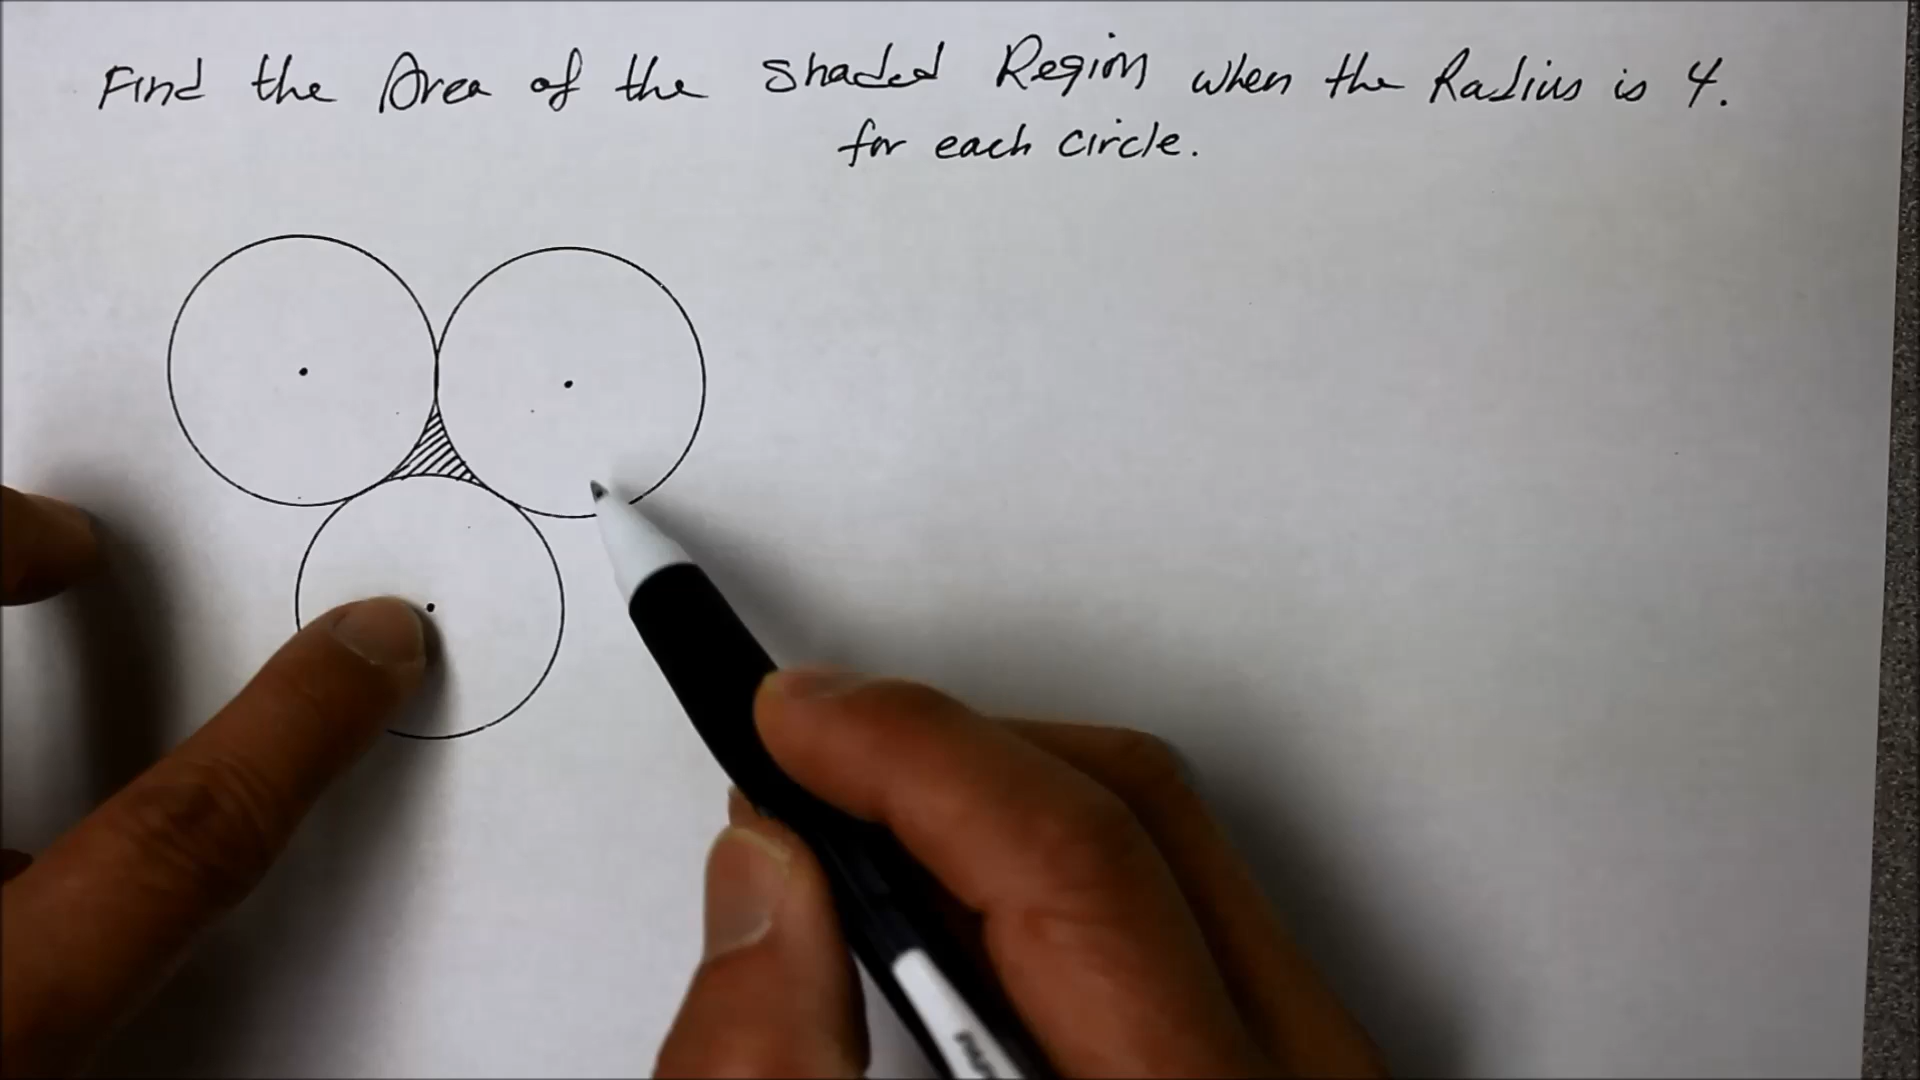 Find the Area of the Shaded Region when the Radius is 4.
for each circle.